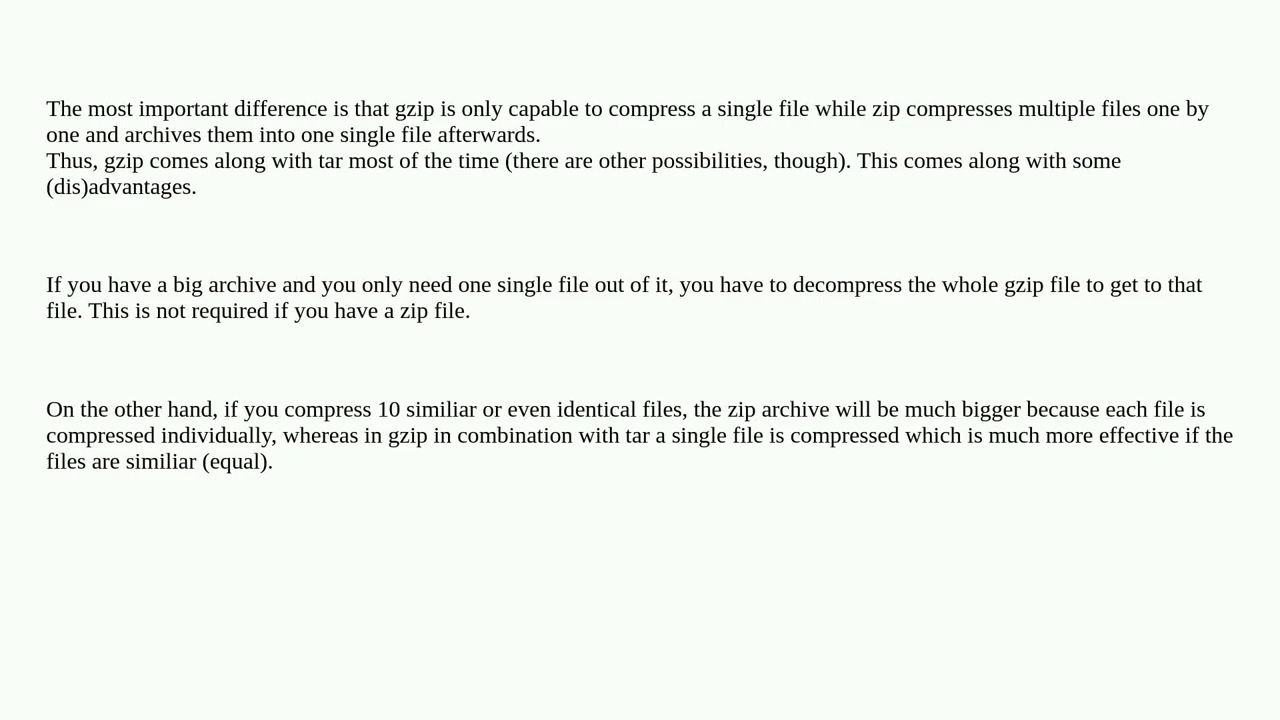 The most important difference is that gzip is only capable to compress a single file while zip compresses multiple files one by
one and archives them into one single file afterwards.
Thus, gzip comes along with tar most of the time (there are other possibilities, though). This comes along with some
(dis)advantages.
If you have a big archive and you only need one single file out of it, you have to decompress the whole gzip file to get to that
file. This is not required if you have a zip file.
On the other hand, if you compress 10 similiar or even identical files, the zip archive will be much bigger because each file is
compressed individually, whereas in gzip in combination with tar a single file is compressed which is much more effective if the
files are similiar (equal).